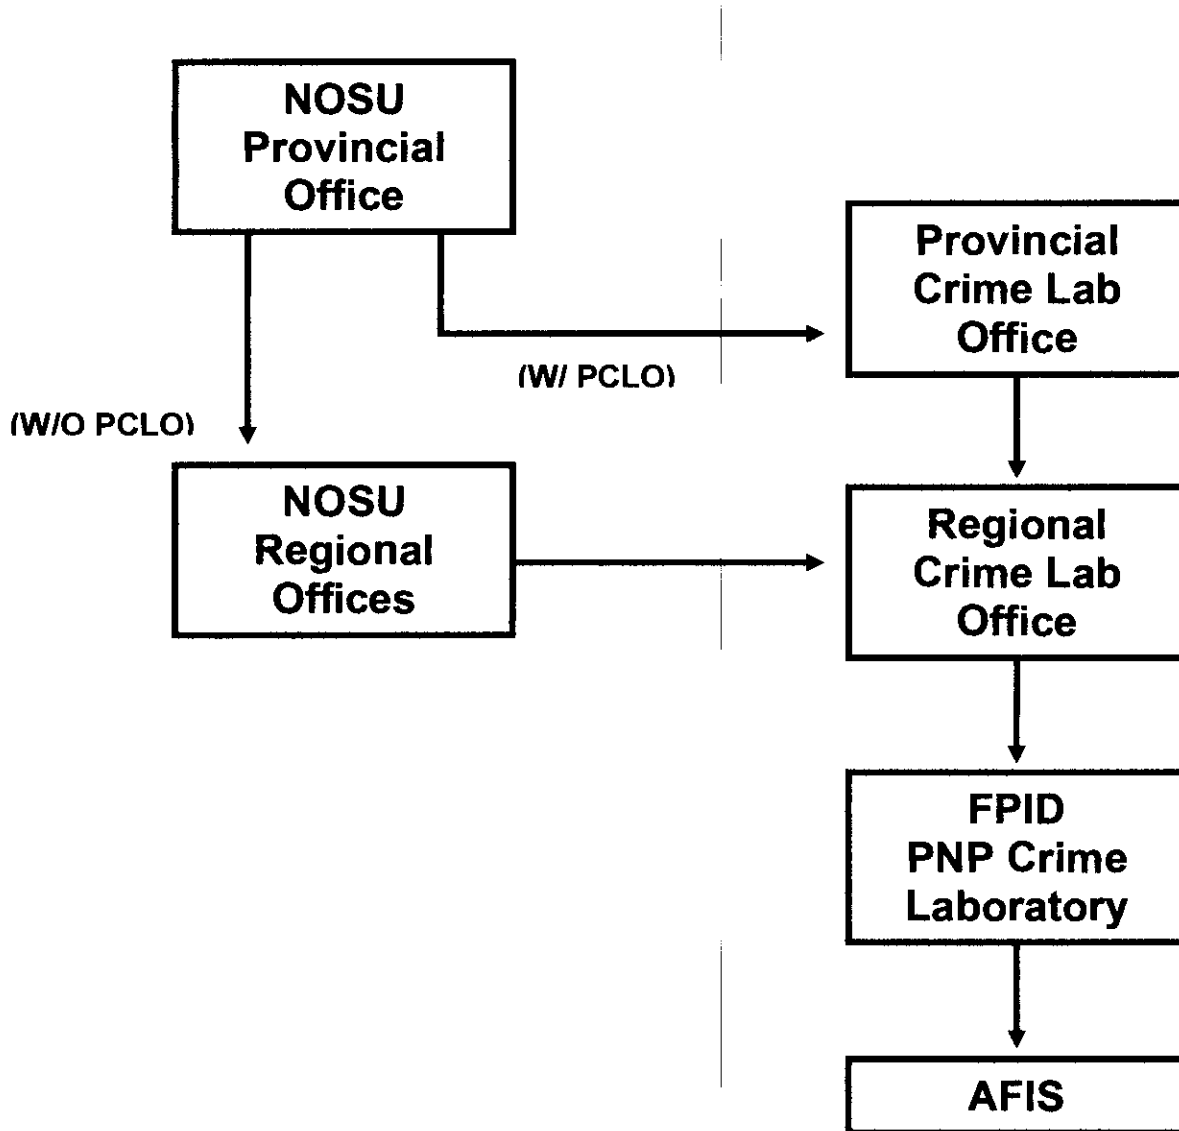 NOSU
Provincial
Office
Provincial
Crime Lab
Office
(W/ PCLO)
(W/O PCLO)
NOSU
Regional
Offices
Regional
Crime Lab
Office
FPID
PNP Crime
Laboratory
AFIS